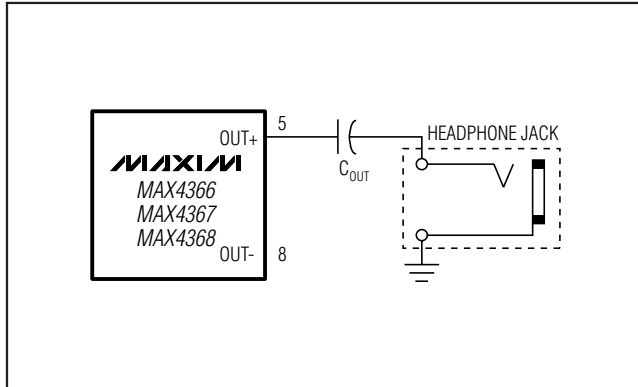 5
OUT+
HEADPHONE JACK
MAXIM
C_OUT
MAX4366
MAX4367
MAX4368
OUT-
8